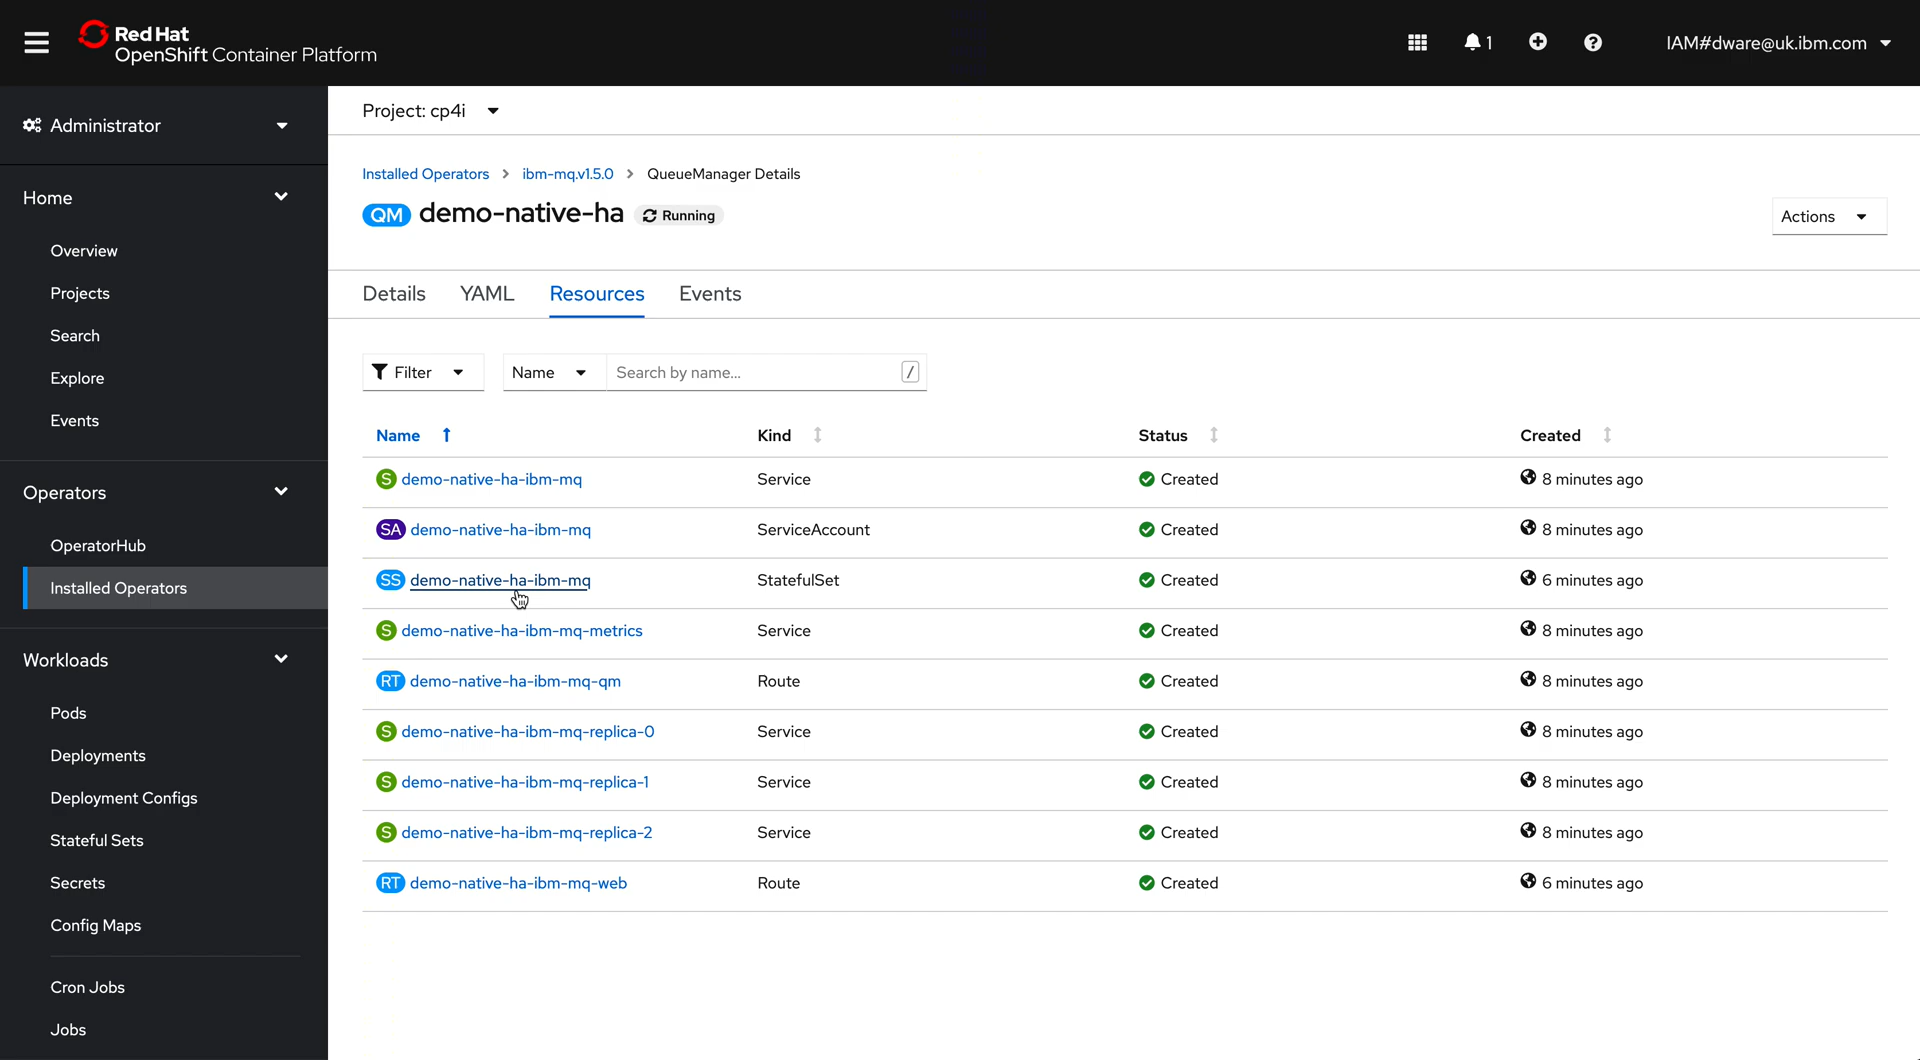 Red Hat
OpenShift Container Platform
1
IAM#dware@uk.ibm.com
Administrator
Home
Overview
Projects
Search
Explore
Events
Operators
OperatorHub
Installed Operators
Workloads
Pods
Deployments
Deployment Configs
Stateful Sets
Secrets
Config Maps
Cron Jobs
Jobs
Project: cp4i
Installed Operators > ibm-mq.v1.5.0 > QueueManager Details
QM demo-native-ha Running
Actions
Details YAML Resources Events
Filter Name Search by name... /
Name Kind Status Created
S demo-native-ha-ibm-mq Service Created 8 minutes ago
SA demo-native-ha-ibm-mq ServiceAccount Created 8 minutes ago
SS demo-native-ha-ibm-mq StatefulSet Created 6 minutes ago
S demo-native-ha-ibm-mq-metrics Service Created 8 minutes ago
RT demo-native-ha-ibm-mq-qm Route Created 8 minutes ago
S demo-native-ha-ibm-mq-replica-0 Service Created 8 minutes ago
S demo-native-ha-ibm-mq-replica-1 Service Created 8 minutes ago
S demo-native-ha-ibm-mq-replica-2 Service Created 8 minutes ago
RT demo-native-ha-ibm-mq-web Route Created 6 minutes ago